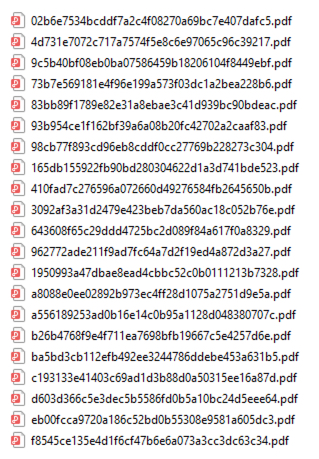 02b6e7534bcddf7a2c4f08270a69bc7e407dafc5.pdf
4d731e7072c717a7574f5e8c6e97065c96c39217.pdf
9c5b40bf08eb0ba07586459b18206104f8449ebf.pdf
73b7e569181e4f96e199a573f03dc1a2bea228b6.pdf
83bb89f1789e82e31a8ebae3c41d939bc90bdeac.pdf
93b954ce1f162bf39a6a08b20fc42702a2caaf83.pdf
98cb77f893cd96eb8cddf0cc27769b228273c304.pdf
165db155922fb90bd280304622d1a3d741bde523.pdf
410fad7c276596a072660d49276584fb2645650b.pdf
3092af3a31d2479e423beb7da560ac18c052b76e.pdf
643608f65c29ddd4725bc2d089f84a617f0a8329.pdf
962772ade211f9ad7fc64a7d2f19ed4a872d3a27.pdf
1950993a47dbae8ead4cbbc52c0b0111213b7328.pdf
a8088e0ee02892b973ec4ff28d1075a2751d9e5a.pdf
a556189253ad0b16e14c0b95a1128d048380707c.pdf
b26b4768f9e4f711ea7698bfb19667c5e4257d6e.pdf
ba5bd3cb112efb492ee3244786ddebe453a631b5.pdf
c193133e41403c69ad1d3b88d0a50315ee16a87d.pdf
d603d366c5e3dec5b5586fd0b5a10bc24d5eee64.pdf
eb00fcca9720a186c52bd0b55308e9581a605dc3.pdf
f8545ce135e4d1f6cf47b6e6a073a3cc3dc63c34.pdf